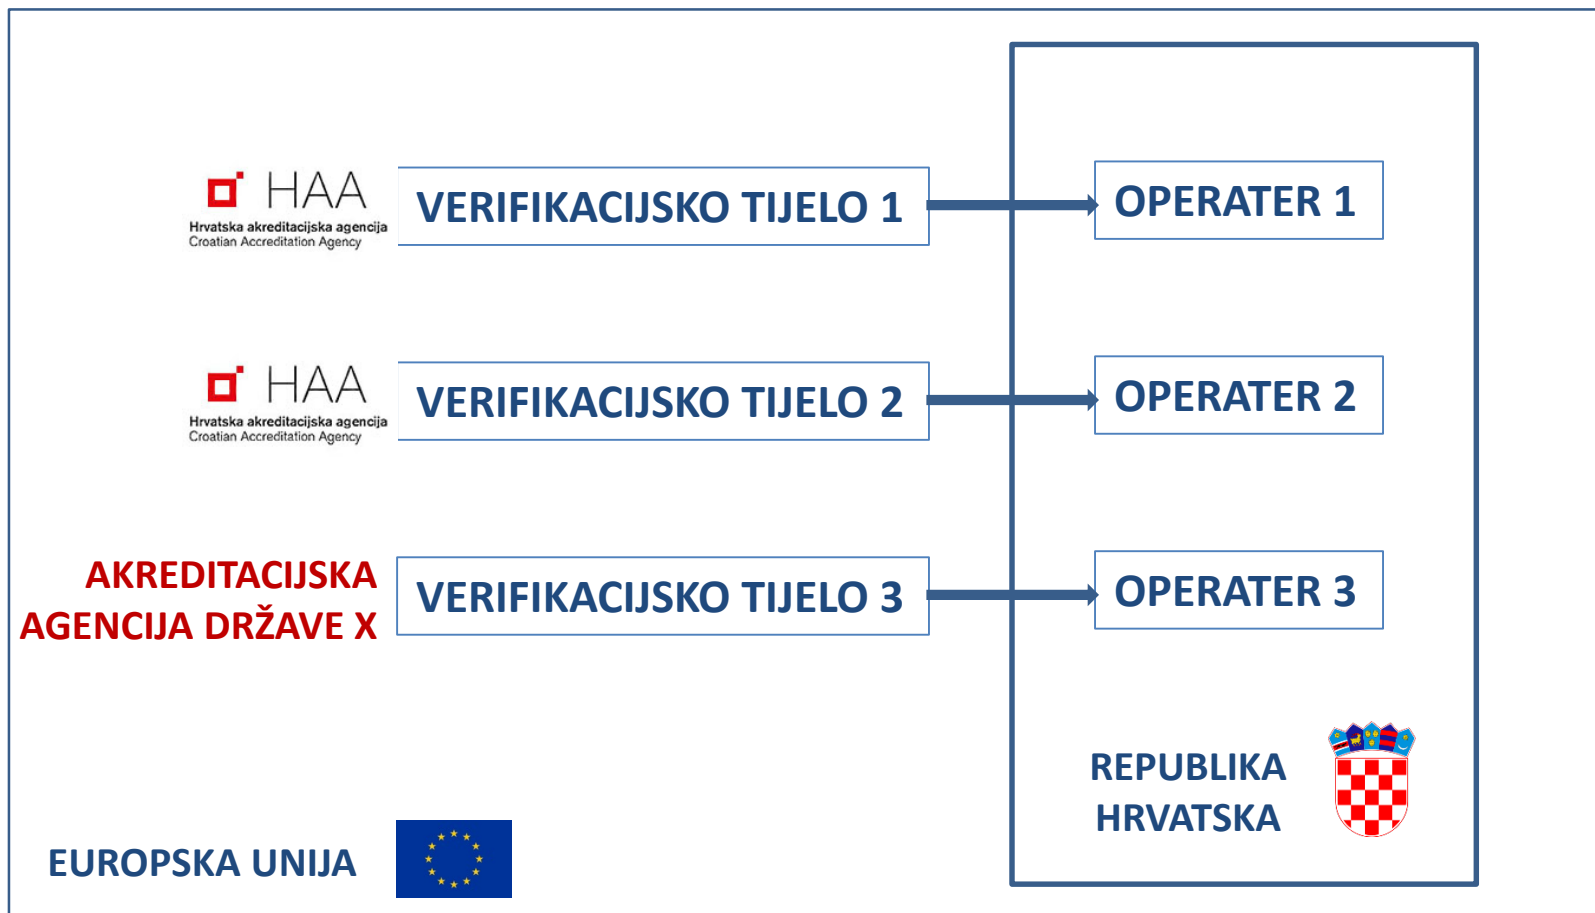 HAA
Hrvatska akreditacijska agencija
Croatian Accreditation Agency
VERIFIKACIJSKO TIJELO 1
OPERATER 1
HAA
Hrvatska akreditacijska agencija
Croatian Accreditation Agency
VERIFIKACIJSKO TIJELO 2
OPERATER 2
AKREDITACIJSKA
AGENCIJA DRŽAVE X
VERIFIKACIJSKO TIJELO 3
OPERATER 3
REPUBLIKA
HRVATSKA
EUROPSKA UNIJA